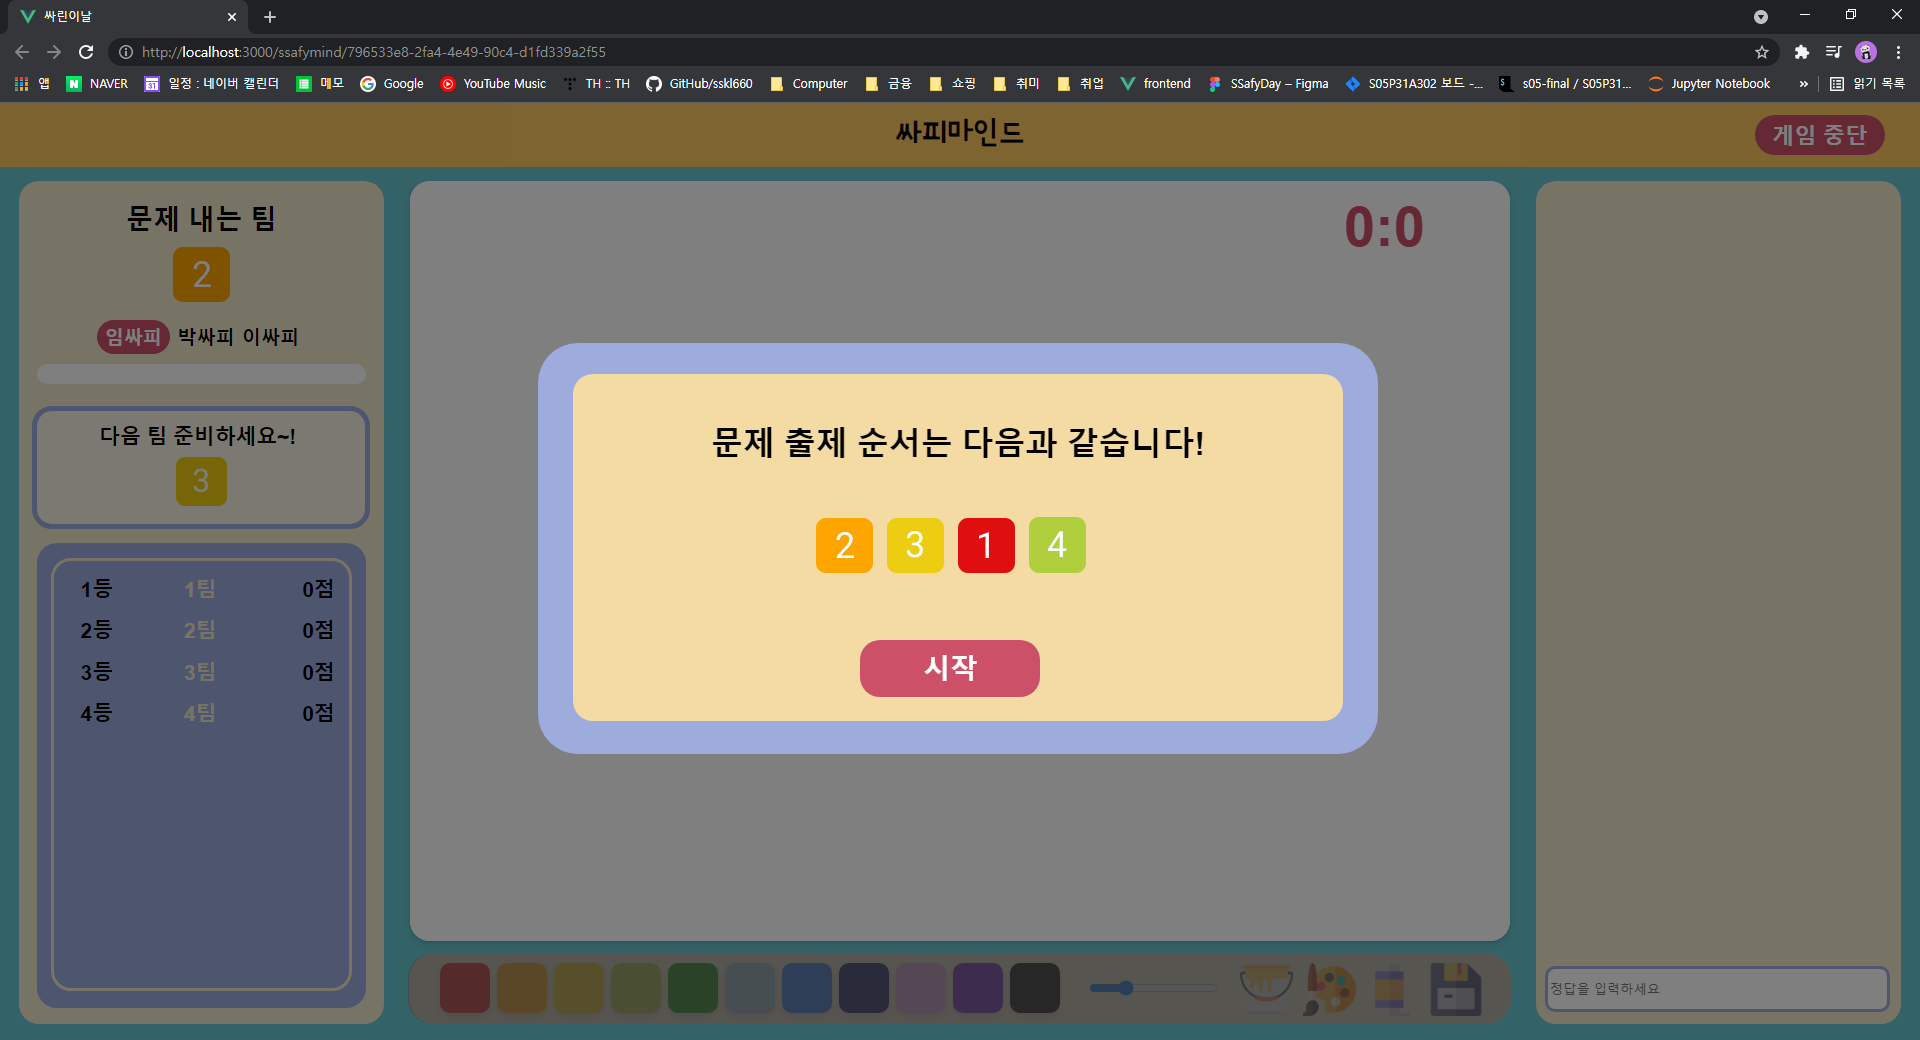 싸린이날
http://localhost:3000/ssafymind/796533e8-2fa4-4e49-90c4-d1fd339a2f55
앱 NAVER 일정 : 네이버 캘린더 메모 Google YouTube Music TH :: TH GitHub/sskl660 Computer 금융 쇼핑 취미 취업 frontend SSafyDay – Figma S05P31A302 보드 -... s05-final / S05P31... Jupyter Notebook » 읽기 목록
싸피마인드
게임 중단
문제 내는 팀
2
임싸피 박싸피 이싸피
다음 팀 준비하세요~!
3
1등 1팀 0점
2등 2팀 0점
3등 3팀 0점
4등 4팀 0점
0:0
문제 출제 순서는 다음과 같습니다!
2 3 1 4
시작
정답을 입력하세요